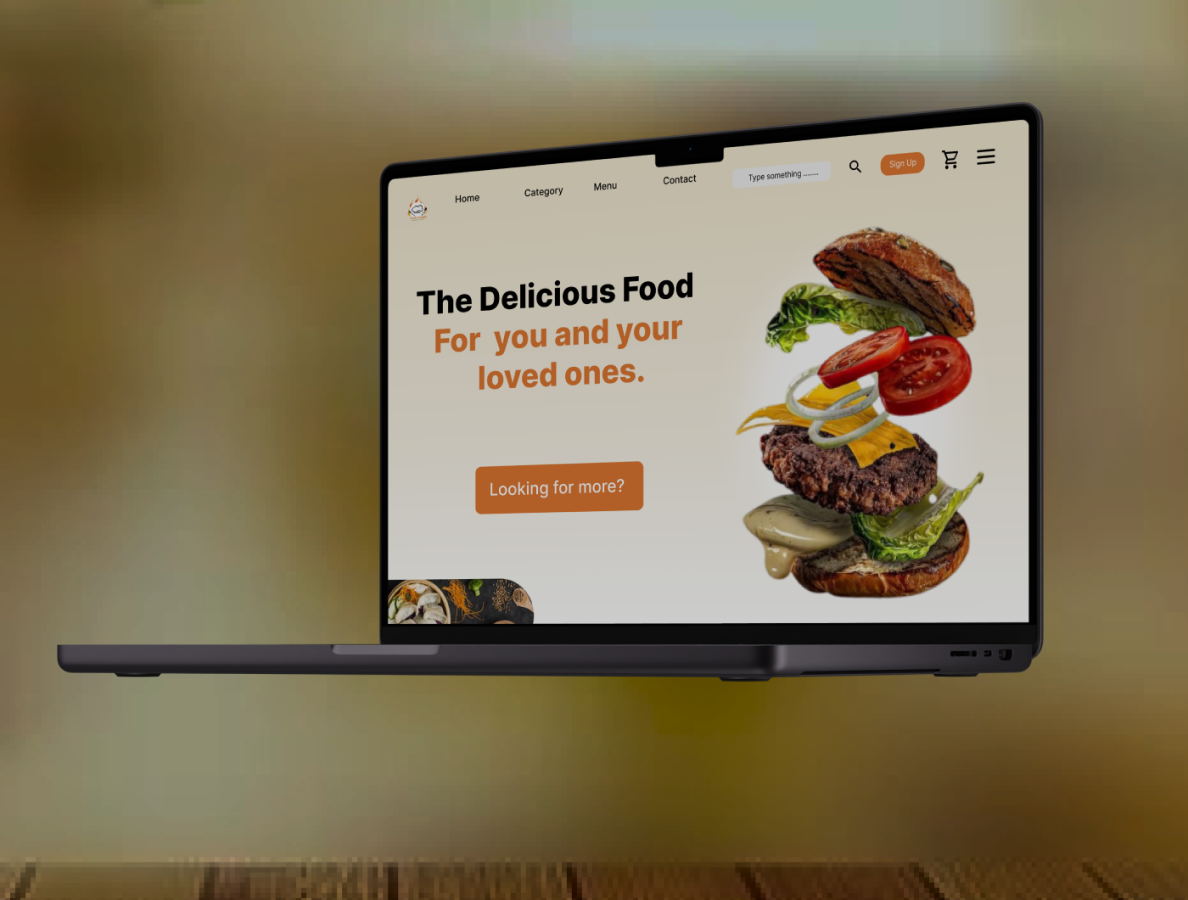 Home
Category
Menu
Contact
Type something .......
Sign Up
The Delicious Food
For you and your
loved ones.
Looking for more?